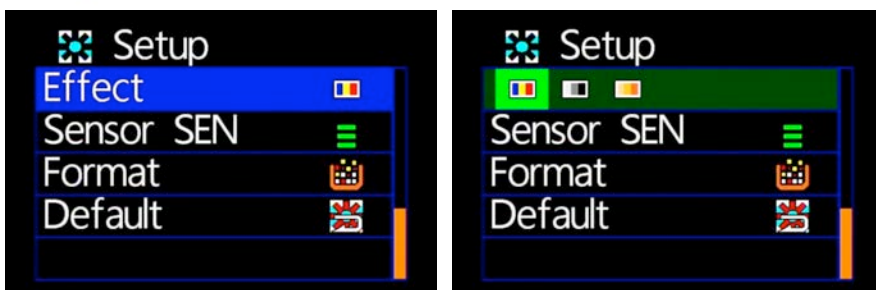 Setup
Effect
Sensor SEN
Format
Default
Setup
Sensor SEN
Format
Default